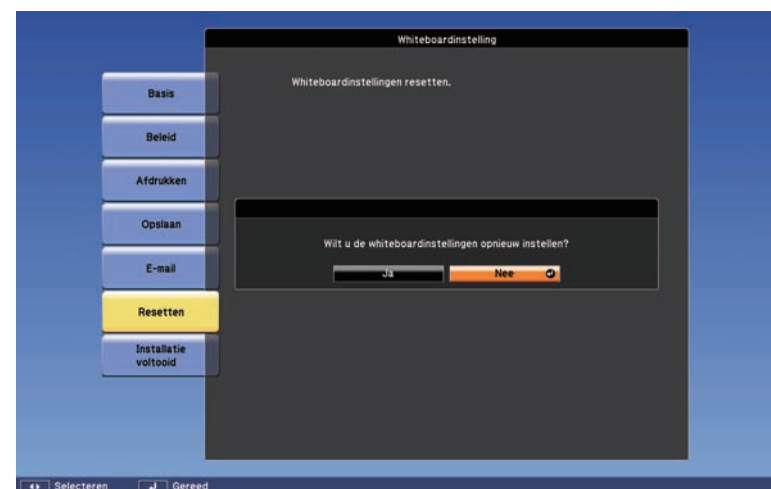 Whiteboardinstelling
Whiteboardinstellingen resetten.
Basis
Beleid
Afdrukken
Opslaan
E-mail
Resetten
Installatie
voltooid
Wilt u de whiteboardinstellingen opnieuw instellen?
Ja Nee
Selecteren Gereed